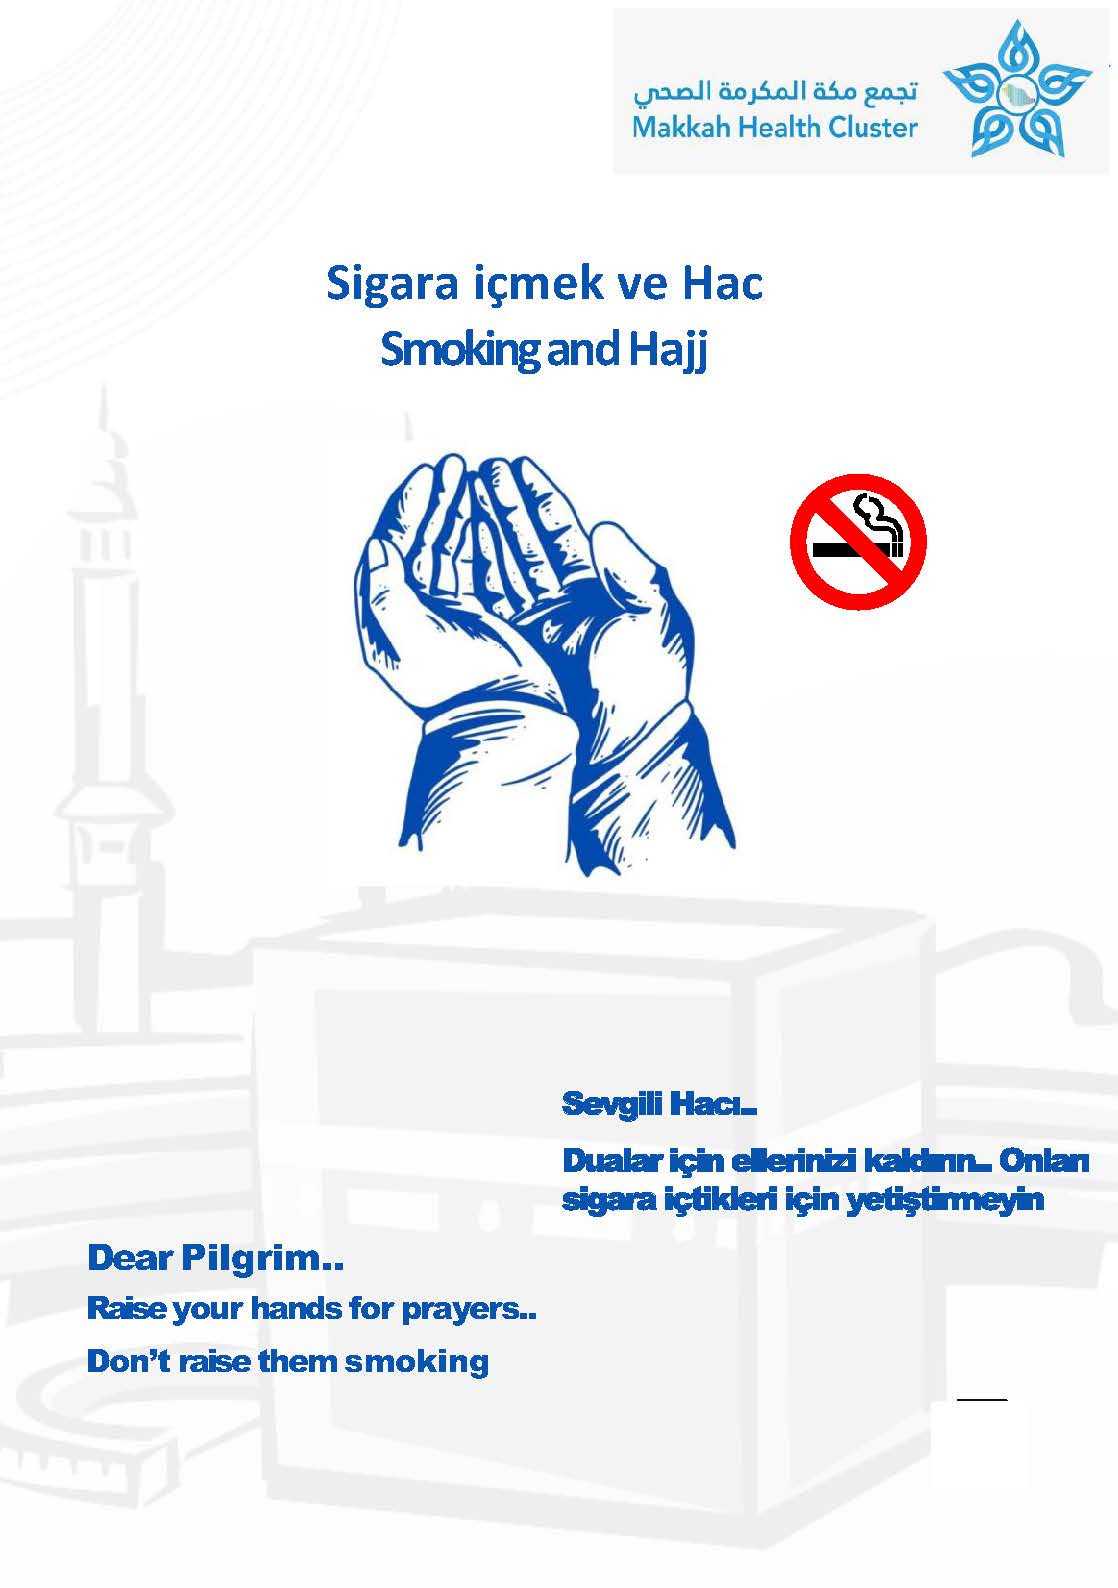 تجمع مكة المكرمة الصحي
Makkah Health Cluster
Sigara içmek ve Hac
Smoking and Hajj
Sevgili Hacı..
Dualar için ellerinizi kaldırın... Onları
sigara içtikleri için yetiştirmeyin
Dear Pilgrim..
Raise your hands for prayers..
Don’t raise them smoking